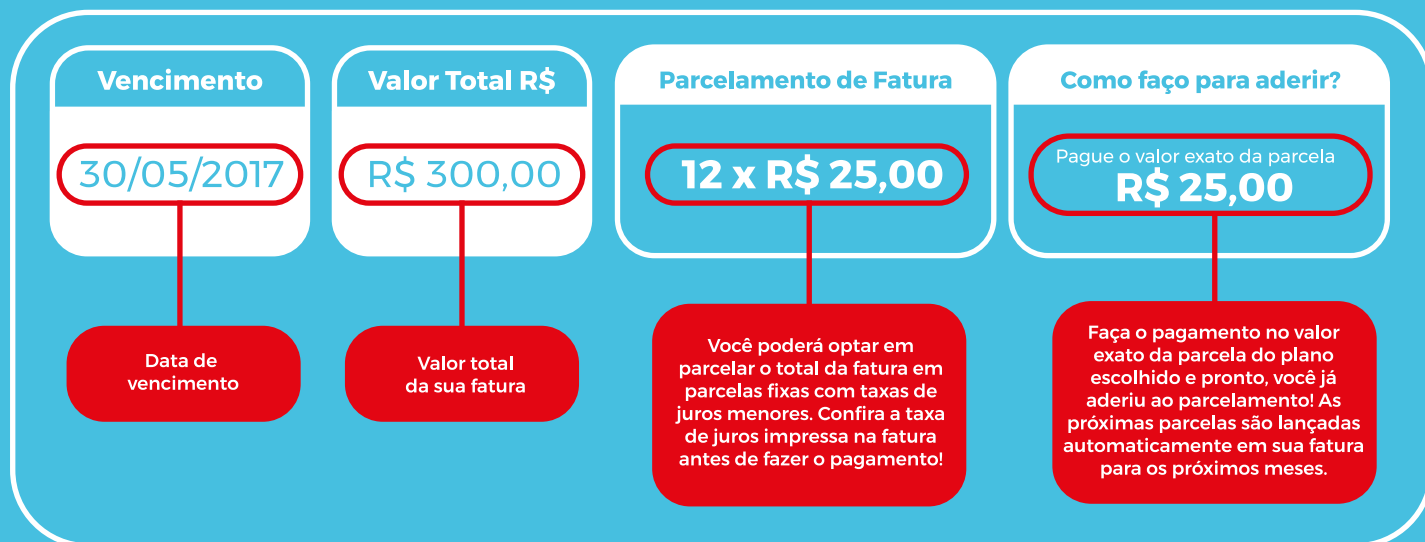 Vencimento
30/05/2017
Data de
vencimento
Valor Total R$
R$ 300,00
Valor total
da sua fatura
Parcelamento de Fatura
12 x R$ 25,00
Você poderá optar em
parcelar o total da fatura em
parcelas fixas com taxas de
juros menores. Confira a taxa
de juros impressa na fatura
antes de fazer o pagamento!
Como faço para aderir?
Pague o valor exato da parcela
R$ 25,00
Faça o pagamento no valor
exato da parcela do plano
escolhido e pronto, você já
aderiu ao parcelamento! As
próximas parcelas são lançadas
automaticamente em sua fatura
para os próximos meses.